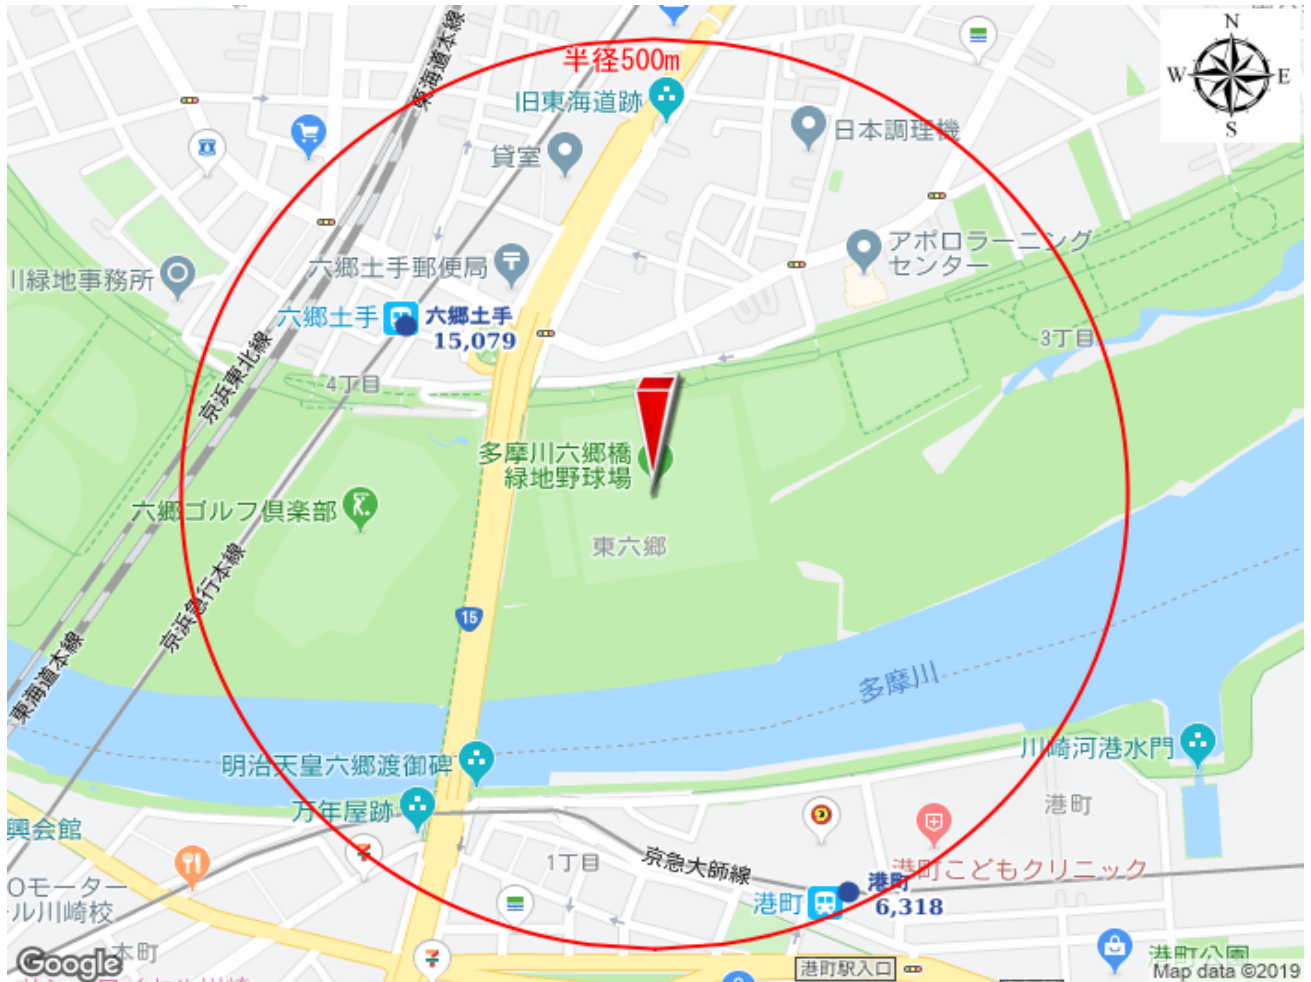 N
W E
S
半径500m
東海道本線
旧東海道跡
日本調理機
貸室
アポロラーニング
センター
六郷土手郵便局
川緑地事務所
六郷土手
六郷土手
15,079
3丁目
京浜東北線
4丁目
多摩川六郷橋
緑地野球場
六郷ゴルフ倶楽部
東六郷
京浜急行本線
15
東海道本線
多摩川
川崎河港水門
明治天皇六郷渡御碑
万年屋跡
港町
興会館
1丁目
京急大師線
港町こどもクリニック
Oモーター
ール川崎校
港町
港町
6,318
本町
港町公園
港町駅入口
Google
Map data ©2019